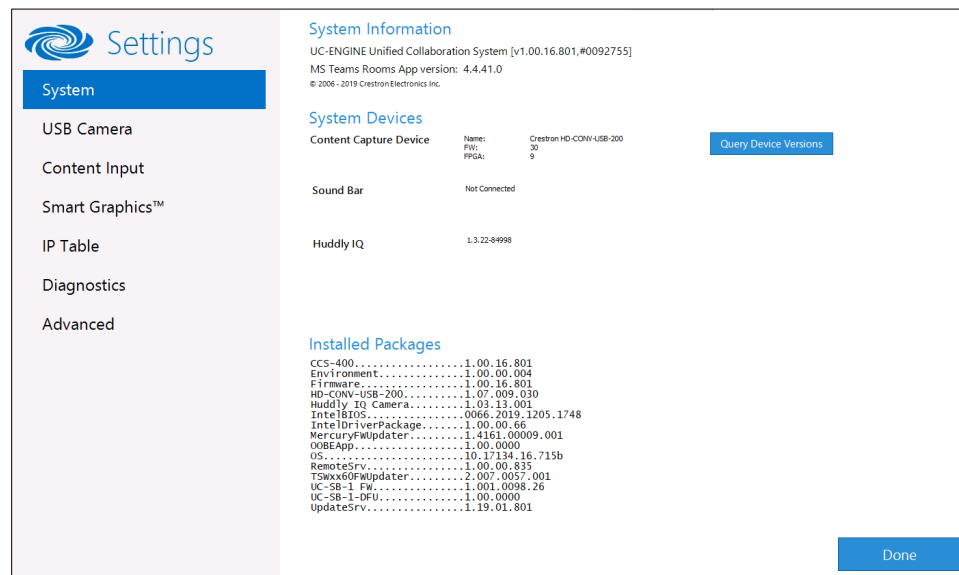 Settings
System
USB Camera
Content Input
Smart Graphics™
IP Table
Diagnostics
Advanced
System Information
UC-ENGINE Unified Collaboration System [v1.00.16.801,#0092755]
MS Teams Rooms App version: 4.4.41.0
© 2006 - 2019 Crestron Electronics Inc.
System Devices
Content Capture Device
Name: Crestron HD-CONV-USB-200
FW: 30
FPGA: 9
Query Device Versions
Sound Bar Not Connected
Huddly IQ 1.3.22-84998
Installed Packages
CCS-400..................1.00.16.801
Environment..............1.00.00.004
Firmware.................1.00.16.801
HD-CONV-USB-200..........1.07.009.030
Huddly IQ Camera.........1.03.13.001
IntelBIOS................0066.2019.1205.1748
IntelDriverPackage.......1.00.00.66
MercuryFWUpdater.........1.4161.00009.001
OOBEApp..................1.00.0000
OS.......................10.17134.16.715b
RemoteSrv................1.00.00.835
TSWxx60FWUpdater.........2.007.0057.001
UC-SB-1 FW...............1.001.0098.26
UC-SB-1-DFU..............1.00.0000
UpdateSrv................1.19.01.801
Done